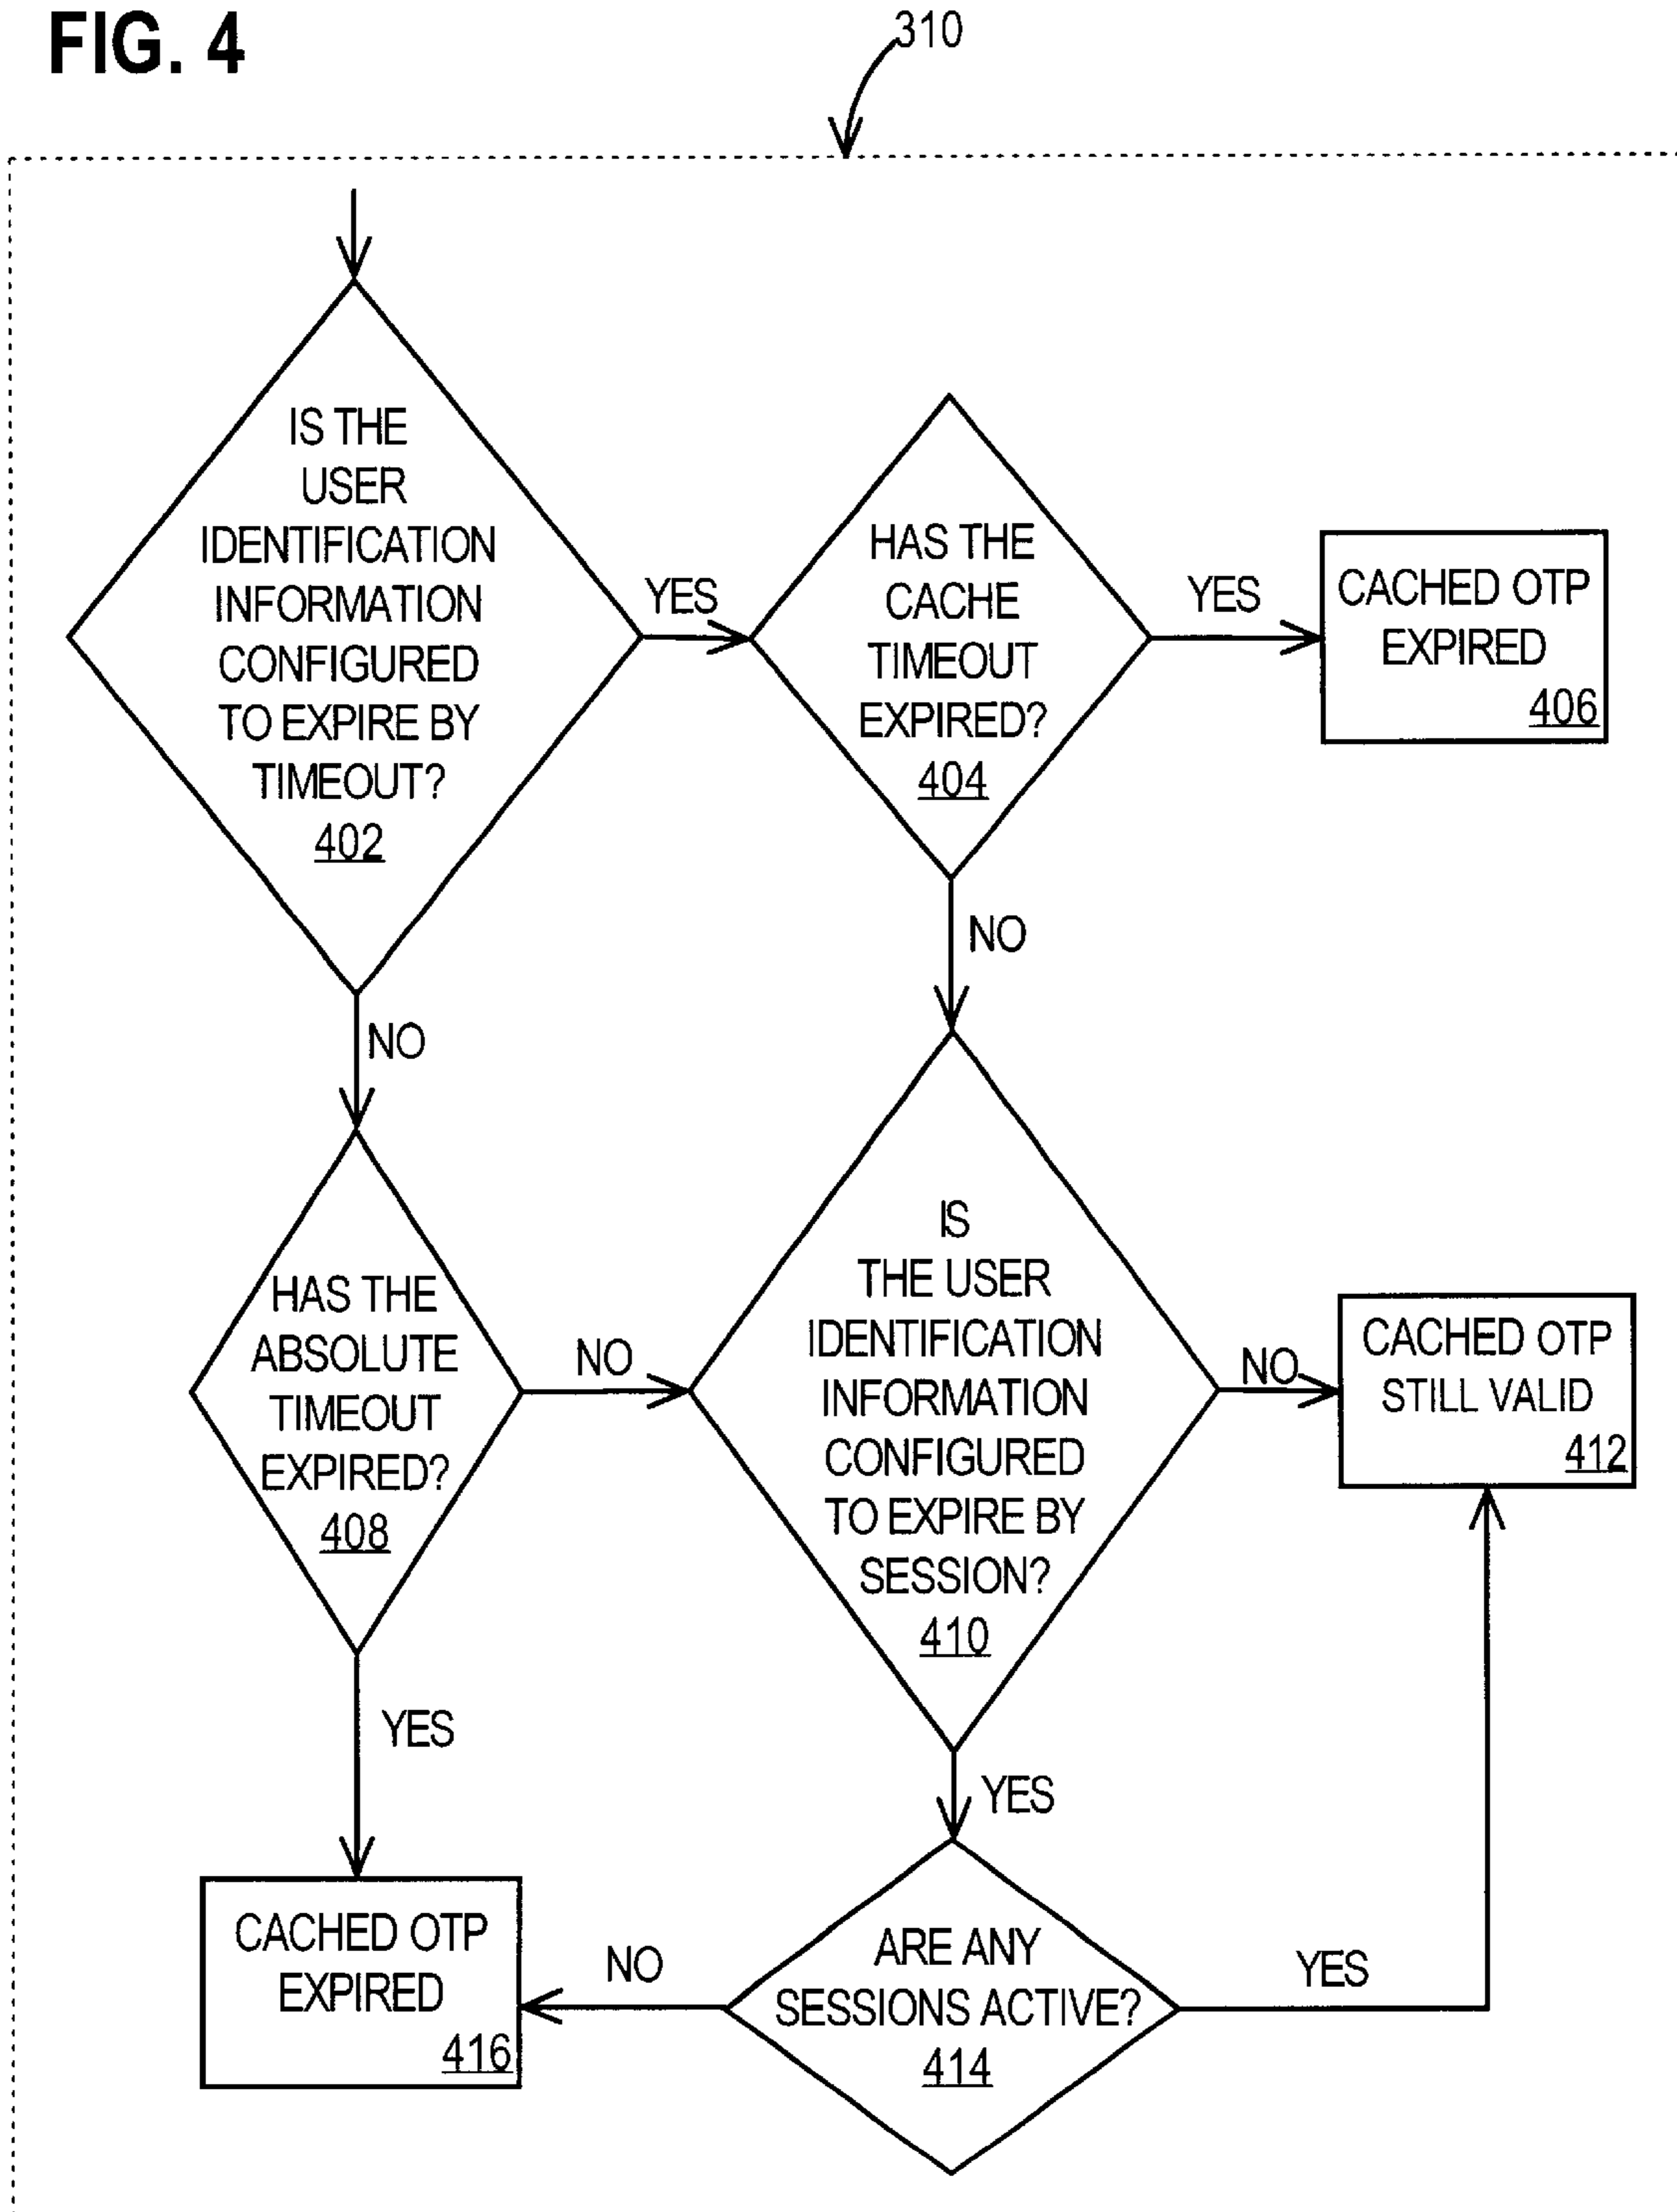 FIG. 4
310
IS THE
USER
IDENTIFICATION
INFORMATION
CONFIGURED
TO EXPIRE BY
TIMEOUT?
402
YES
HAS THE
CACHE
TIMEOUT
EXPIRED?
404
YES
CACHED OTP
EXPIRED
406
NO
NO
HAS THE
ABSOLUTE
TIMEOUT
EXPIRED?
408
NO
IS
THE USER
IDENTIFICATION
INFORMATION
CONFIGURED
TO EXPIRE BY
SESSION?
410
NO
CACHED OTP
STILL VALID
412
YES
YES
CACHED OTP
EXPIRED
416
NO
ARE ANY
SESSIONS ACTIVE?
414
YES